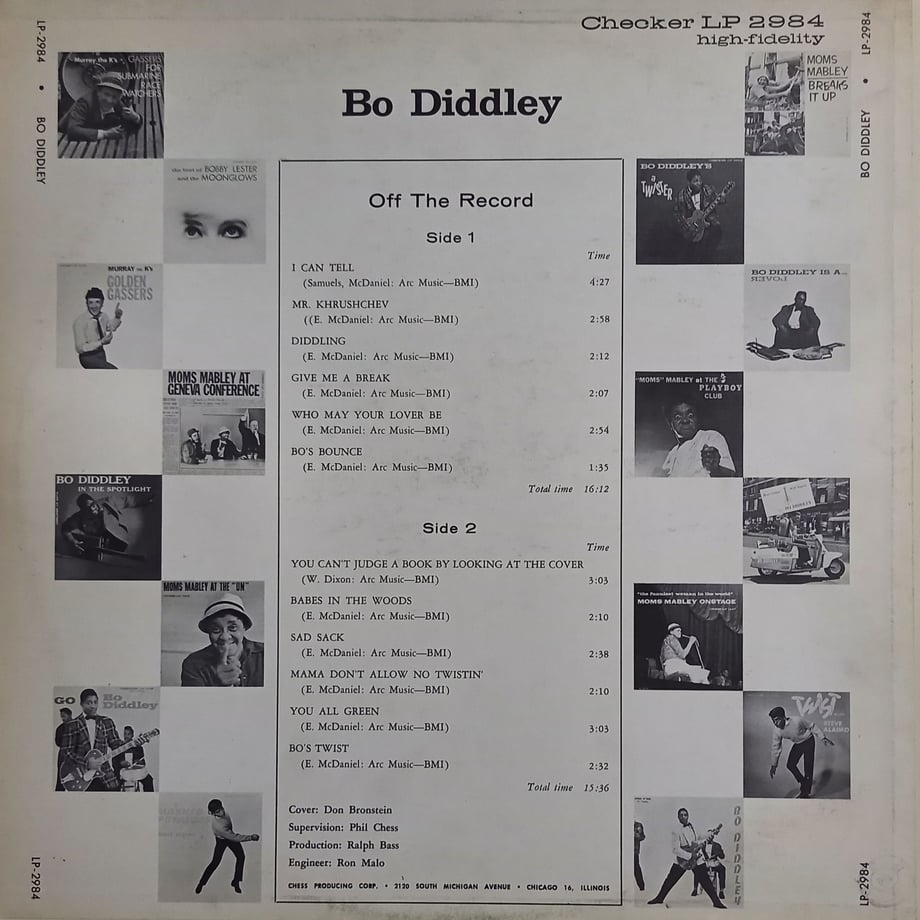 Checker LP 2984
high-fidelity
LP-2984 • BO DIDDLEY
LP-2984 • BO DIDDLEY
Bo Diddley
Murray the K's GASSERS
FOR
SUBMARINE
RACE
WATCHERS
MOMS
MABLEY
BREAKS
IT UP
the best of BOBBY LESTER
and the MOONGLOWS
BO DIDDLEY'S
a
TWISTER
MURRAY THE K's
GOLDEN
GASSERS
BO DIDDLEY IS A...
LOVER
MOMS MABLEY AT
GENEVA CONFERENCE
"MOMS" MABLEY AT THE
PLAYBOY
CLUB
BO DIDDLEY
IN THE SPOTLIGHT
MOMS MABLEY AT THE "UN"
"the funniest woman in the world"
MOMS MABLEY ONSTAGE
GO Bo
Diddley
TWIST
STEVE
ALAIMO
BO DIDDLEY
Off The Record
Side 1
Time
I CAN TELL
(Samuels, McDaniel: Arc Music—BMI) 4:27
MR. KHRUSHCHEV
((E. McDaniel: Arc Music—BMI) 2:58
DIDDLING
(E. McDaniel: Arc Music—BMI) 2:12
GIVE ME A BREAK
(E. McDaniel: Arc Music—BMI) 2:07
WHO MAY YOUR LOVER BE
(E. McDaniel: Arc Music—BMI) 2:54
BO'S BOUNCE
(E. McDaniel: Arc Music—BMI) 1:35
Total time 16:12
Side 2
Time
YOU CAN'T JUDGE A BOOK BY LOOKING AT THE COVER
(W. Dixon: Arc Music—BMI) 3:03
BABES IN THE WOODS
(E. McDaniel: Arc Music—BMI) 2:10
SAD SACK
(E. McDaniel: Arc Music—BMI) 2:38
MAMA DON'T ALLOW NO TWISTIN'
(E. McDaniel: Arc Music—BMI) 2:10
YOU ALL GREEN
(E. McDaniel: Arc Music—BMI) 3:03
BO'S TWIST
(E. McDaniel: Arc Music—BMI) 2:32
Total time 15:36
Cover: Don Bronstein
Supervision: Phil Chess
Production: Ralph Bass
Engineer: Ron Malo
CHESS PRODUCING CORP. • 2120 SOUTH MICHIGAN AVENUE • CHICAGO 16, ILLINOIS
LP-2984
LP-2984